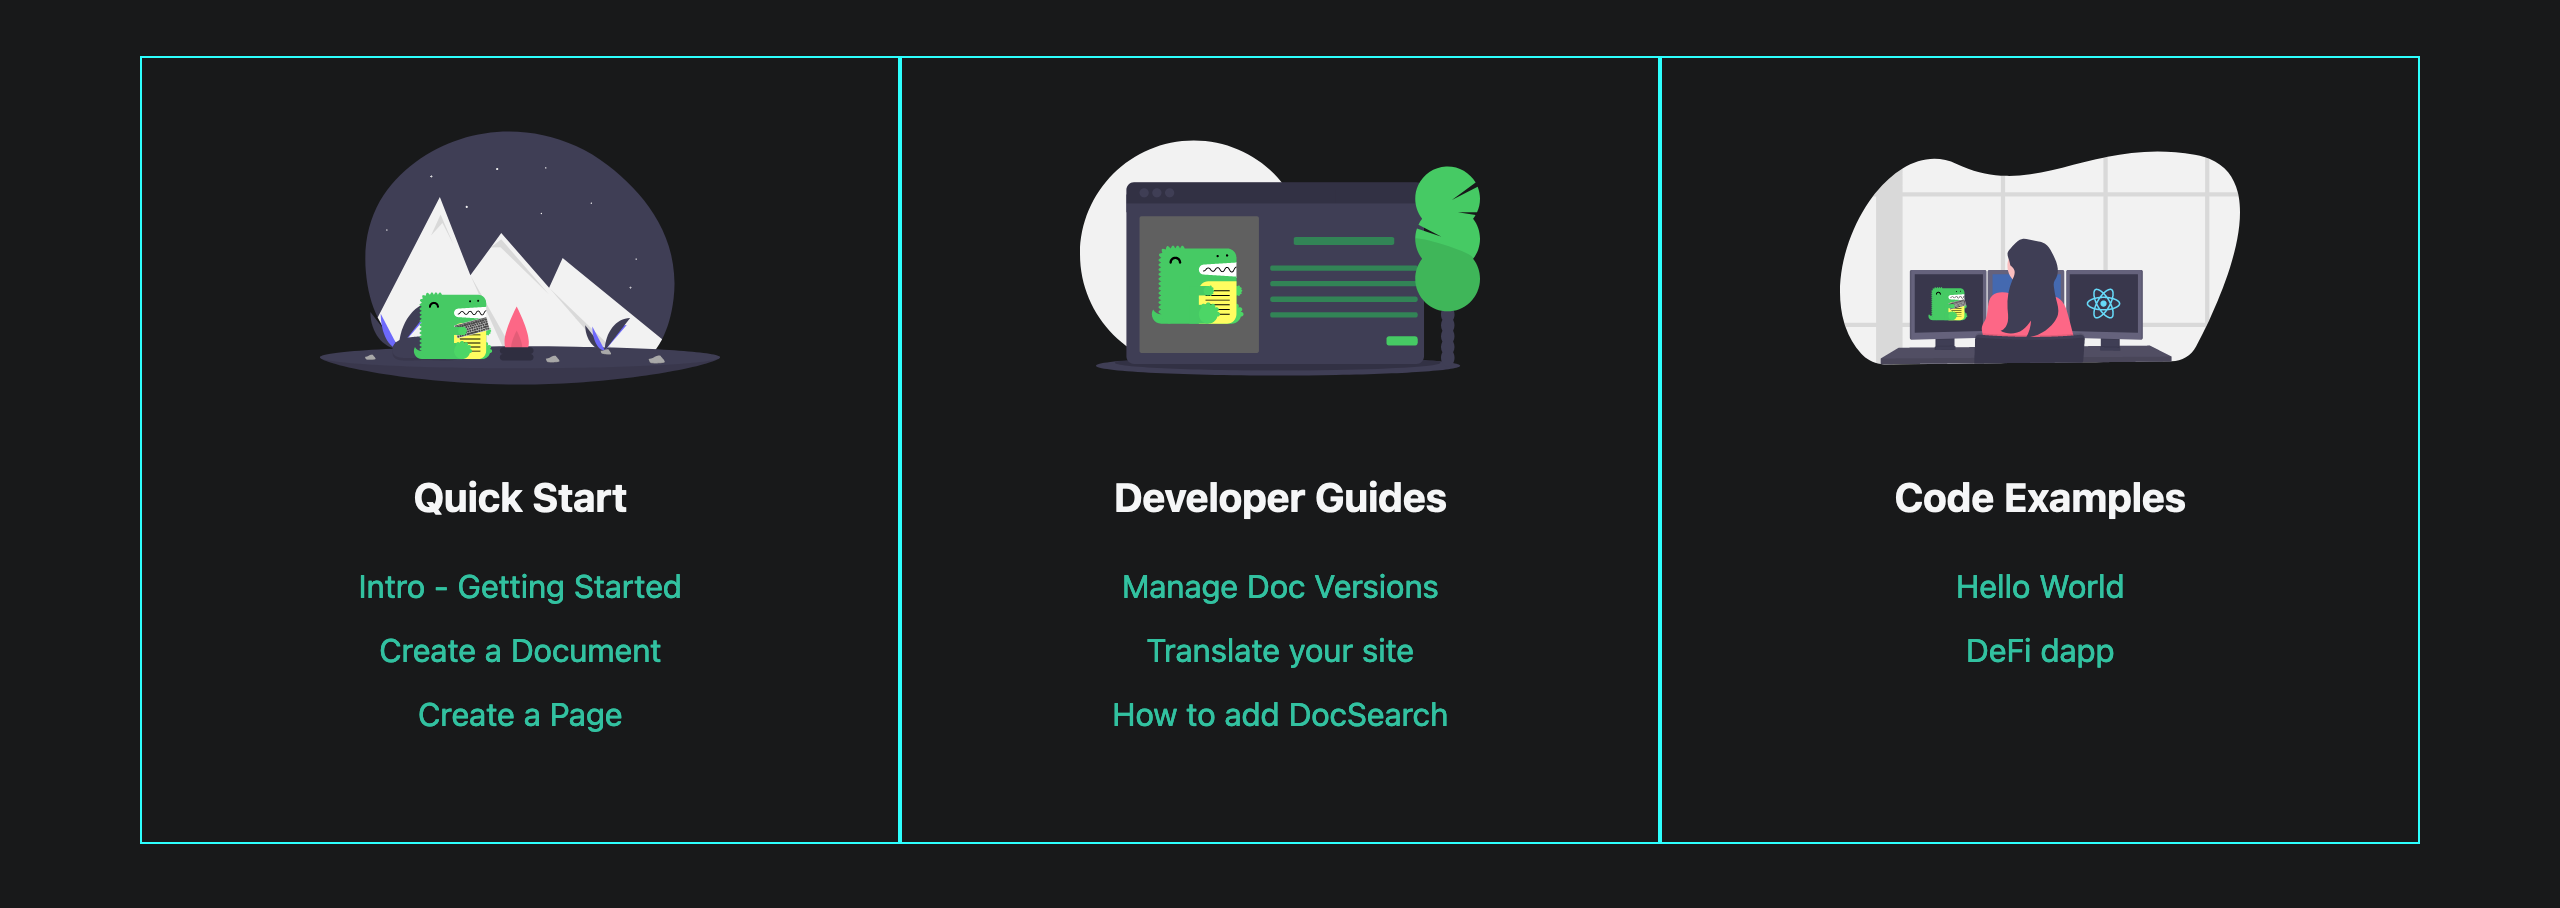 Quick Start
Intro - Getting Started
Create a Document
Create a Page
Developer Guides
Manage Doc Versions
Translate your site
How to add DocSearch
Code Examples
Hello World
DeFi dapp